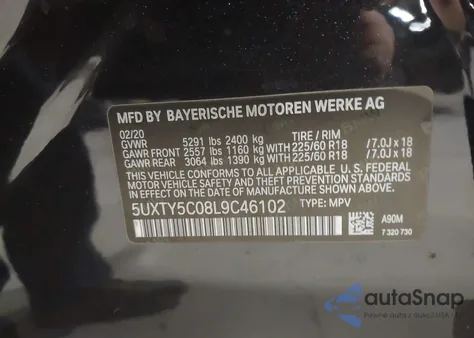 MFD BY BAYERISCHE MOTOREN WERKE AG
02/20 TIRE / RIM
GVWR 5291 lbs 2400 kg
GAWR FRONT 2557 lbs 1160 kg WITH 225/60 R18 /7.0J x 18
GAWR REAR 3064 lbs 1390 kg WITH 225/60 R18 /7.0J x 18
THIS VEHICLE CONFORMS TO ALL APPLICABLE U.S. FEDERAL
MOTOR VEHICLE SAFETY STANDARDS IN EFFECT ON THE
DATE OF MANUFACTURE SHOWN ABOVE.
5UXTY5C08L9C46102 TYPE: MPV
A90M
7 320 730
autoSnap